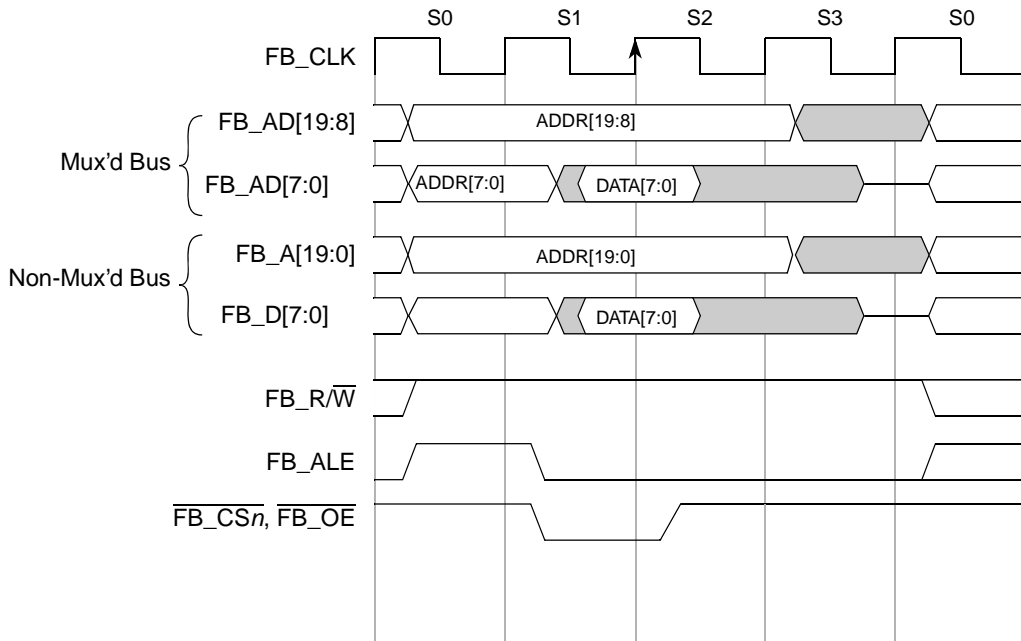 S0 S1 S2 S3 S0
FB_CLK
Mux'd Bus
FB_AD[19:8] ADDR[19:8]
FB_AD[7:0] ADDR[7:0] DATA[7:0]
Non-Mux'd Bus
FB_A[19:0] ADDR[19:0]
FB_D[7:0] DATA[7:0]
FB_R/W̅
FB_ALE
F̅B̅_̅C̅S̅n̅, F̅B̅_̅O̅E̅